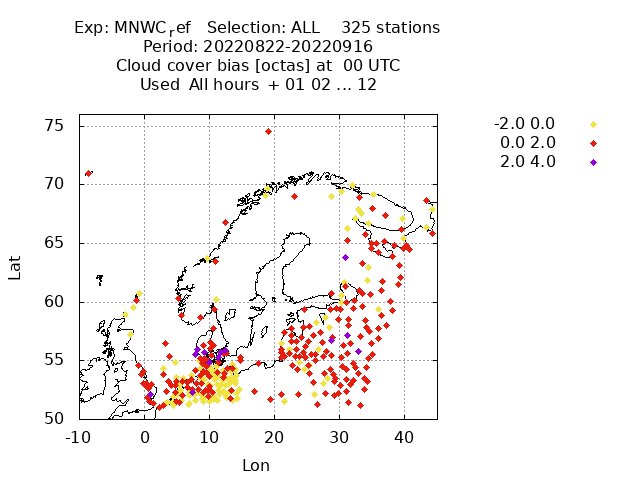 Exp: MNWCref   Selection: ALL    325 stations
Period: 20220822-20220916
Cloud cover bias [octas] at  00 UTC
Used  All hours  + 01 02 ... 12
-2.0 0.0
0.0 2.0
2.0 4.0
75
70
65
60
55
50
Lat
-10 0 10 20 30 40
Lon